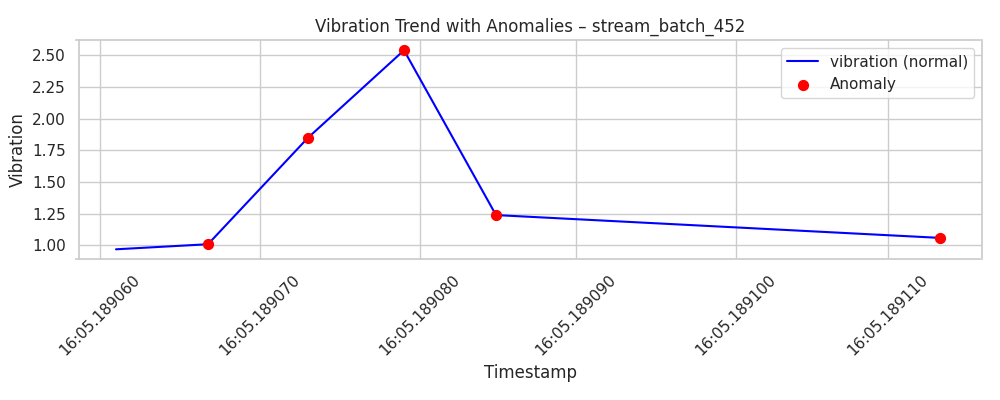 Vibration Trend with Anomalies – stream_batch_452
vibration (normal)
Anomaly
Vibration
2.50
2.25
2.00
1.75
1.50
1.25
1.00
16:05.189060
16:05.189070
16:05.189080
16:05.189090
16:05.189100
16:05.189110
Timestamp